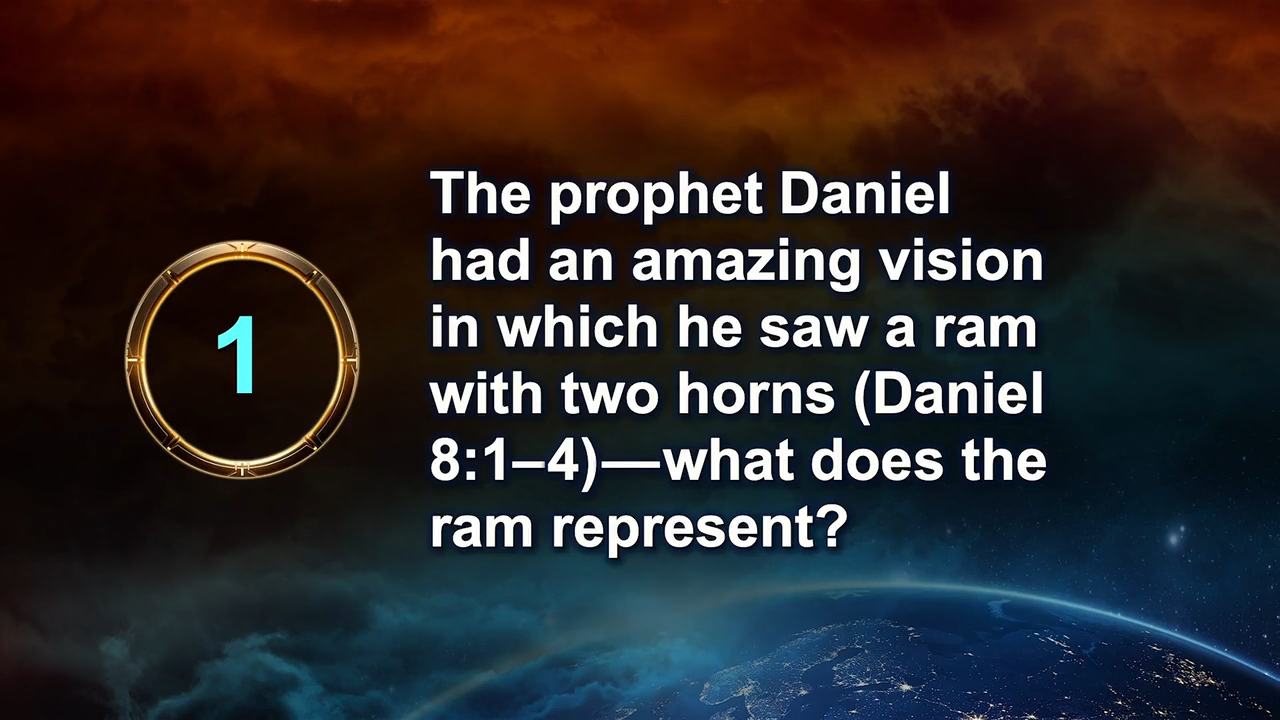 1
The prophet Daniel
had an amazing vision
in which he saw a ram
with two horns (Daniel
8:1–4)—what does the
ram represent?